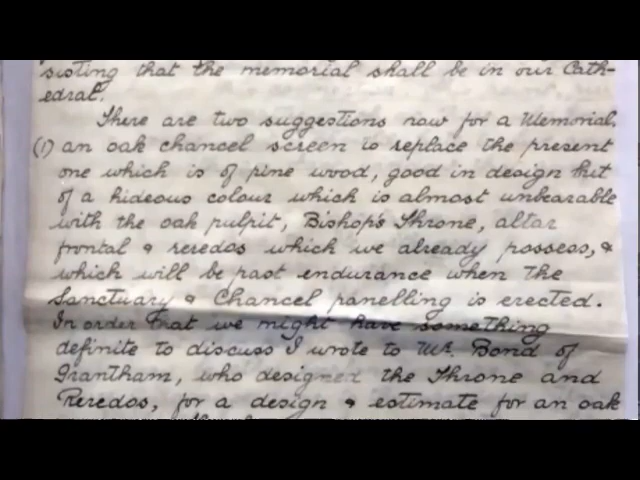 sisting that the memorial shall be in our Cath-
edral".
There are two suggestions now for a Memorial.
(1) an oak chancel screen to replace the present
one which is of pine wood, good in design but
of a hideous colour which is almost unbearable
with the oak pulpit, Bishop's Throne, altar
frontal & reredos which we already possess, &
which will be past endurance when the
Sanctuary & Chancel panelling is erected.
In order that we might have something
definite to discuss I wrote to Mr. Bond of
Grantham, who designed the Throne and
Reredos, for a design & estimate for an oak